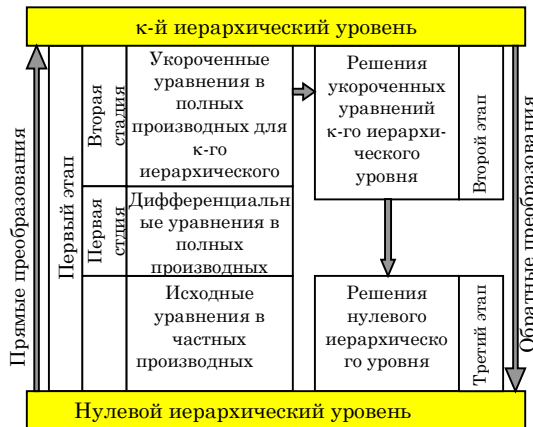 κ-й иерархический уровень
Прямые преобразования
Первый этап
Вторая
стадия
Укороченные
уравнения в
полных
производных для
κ-го
иерархического
Первая
стдия
Дифференциальн
ые уравнения в
полных
производных
Исходные
уравнения в
частных
производных
Решения
укороченных
уравнений
κ-го иерархи-
ческого
уровня
Второй этап
Решения
нулевого
иерархическо
го уровня
Третий этап
Обратные преобразования
Нулевой иерархический уровень